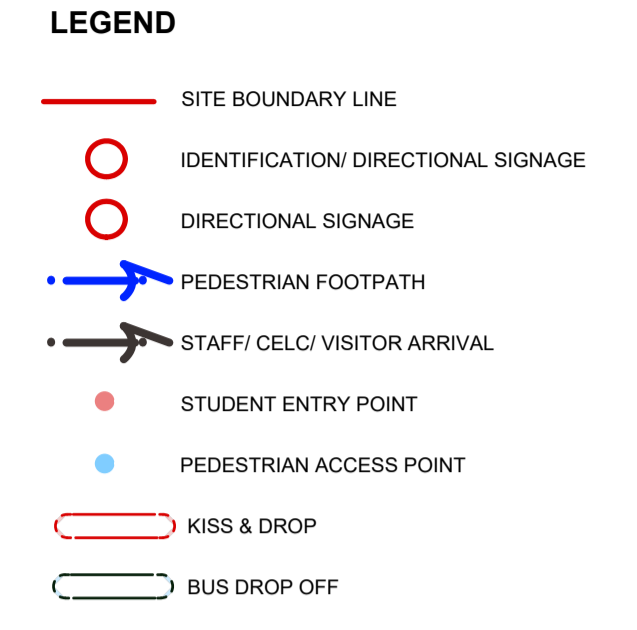 LEGEND
SITE BOUNDARY LINE
IDENTIFICATION/ DIRECTIONAL SIGNAGE
DIRECTIONAL SIGNAGE
PEDESTRIAN FOOTPATH
STAFF/ CELC/ VISITOR ARRIVAL
STUDENT ENTRY POINT
PEDESTRIAN ACCESS POINT
KISS & DROP
BUS DROP OFF